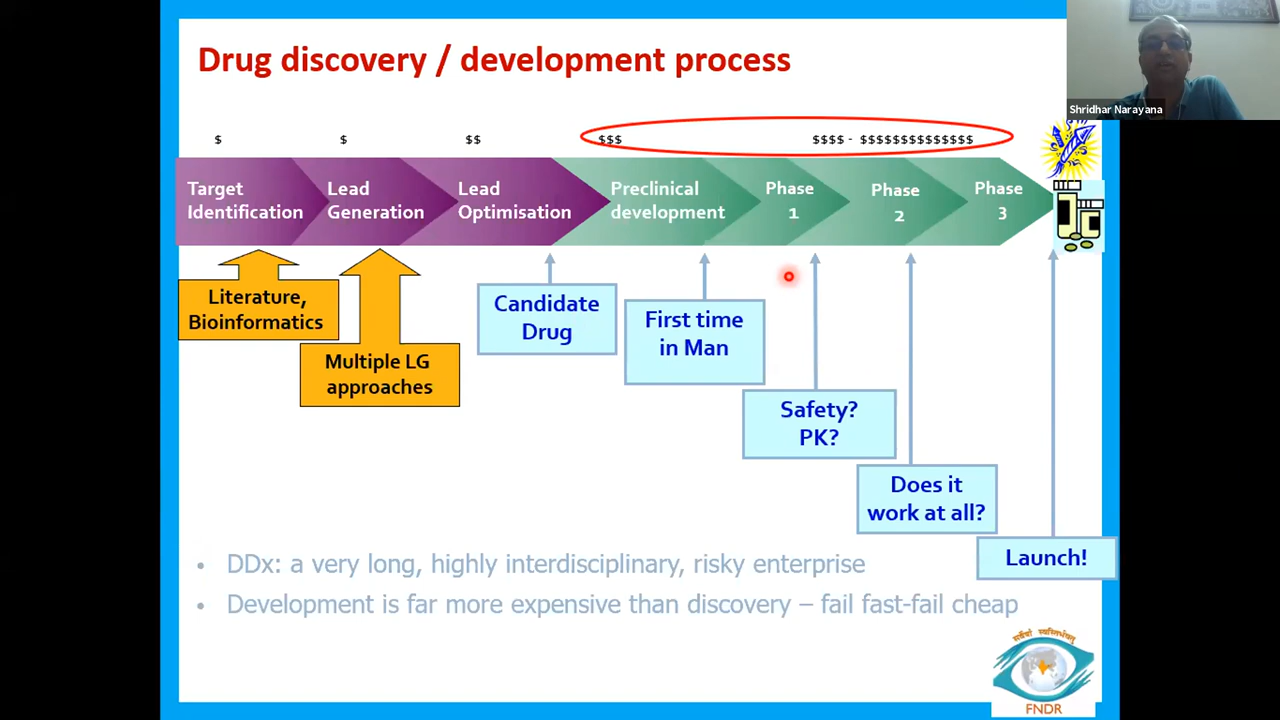 Drug discovery / development process
Shridhar Narayana
$ $ $$ $$$ $$$$ - $$$$$$$$$$$$$$
Target
Identification
Lead
Generation
Lead
Optimisation
Preclinical
development
Phase
1
Phase
2
Phase
3
Literature,
Bioinformatics
Multiple LG
approaches
Candidate
Drug
First time
in Man
Safety?
PK?
Does it
work at all?
Launch!
• DDx: a very long, highly interdisciplinary, risky enterprise
• Development is far more expensive than discovery – fail fast-fail cheap
FNDR